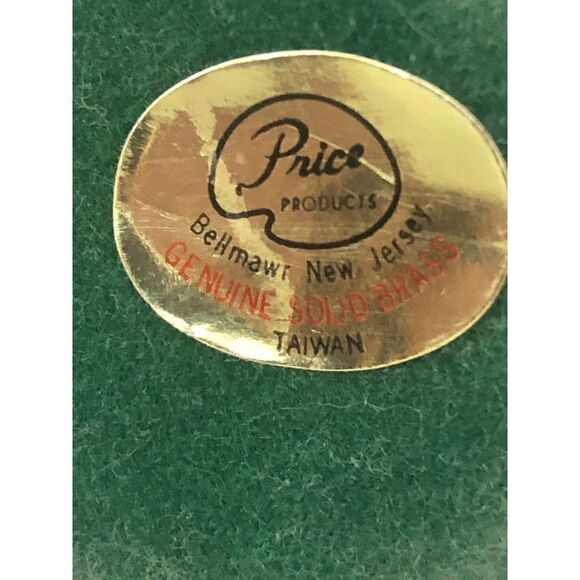 Price
PRODUCTS
Bellmawr New Jersey
GENUINE SOLID BRASS
TAIWAN